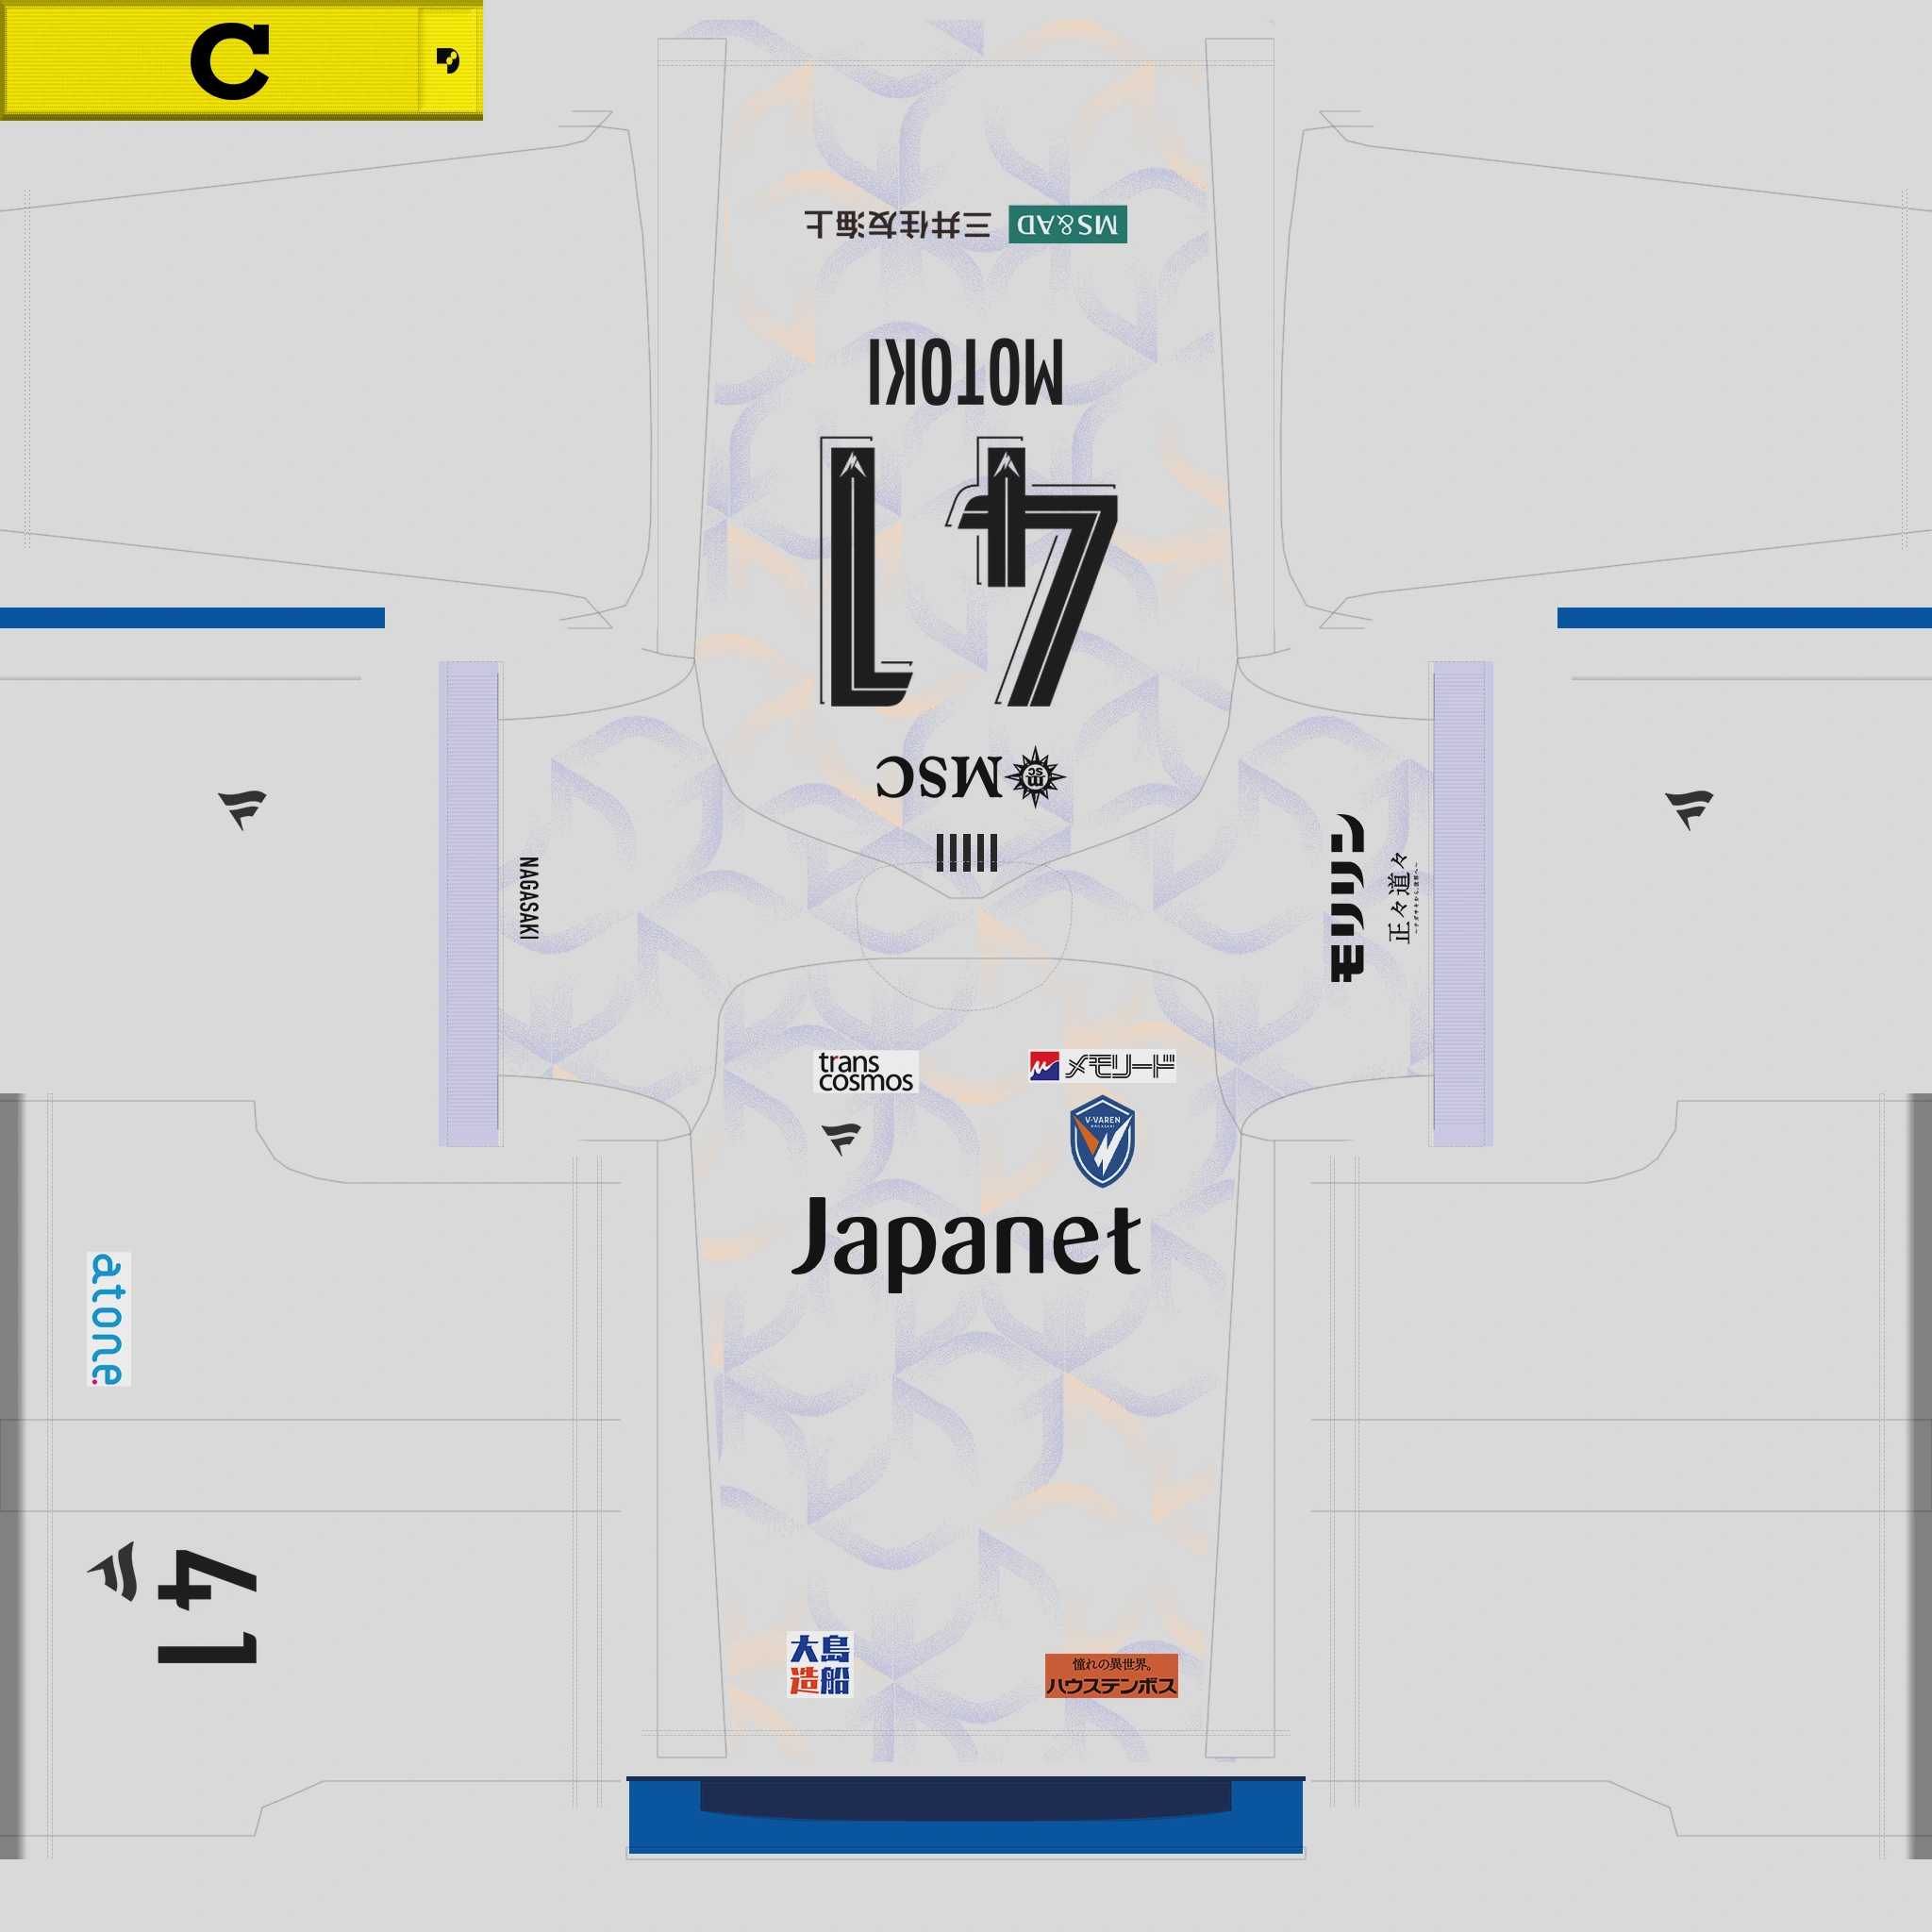 C
MS&AD 三井住友海上
MOTOKI
41
MSC
NAGASAKI
モリリン
正々道々
trans
cosmos
メモリード
V·VAREN
NAGASAKI
Japanet
atone
41
大島
造船
憧れの異世界。
ハウステンボス